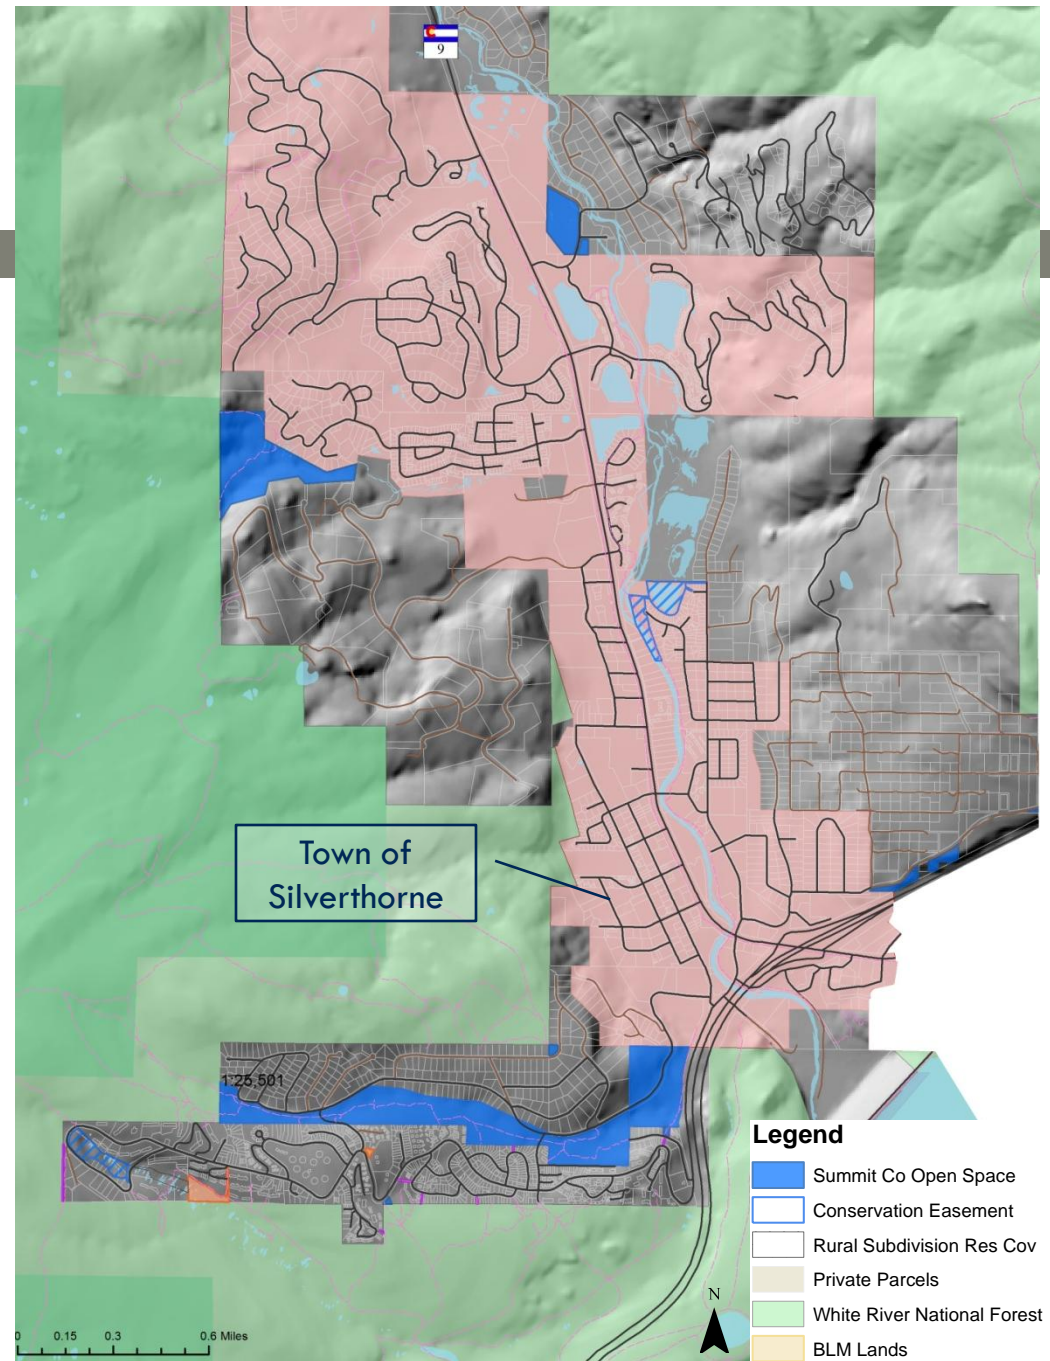 9
Town of
Silverthorne
1:25,501
Legend
Summit Co Open Space
Conservation Easement
Rural Subdivision Res Cov
Private Parcels
White River National Forest
BLM Lands
N
0 0.15 0.3 0.6 Miles